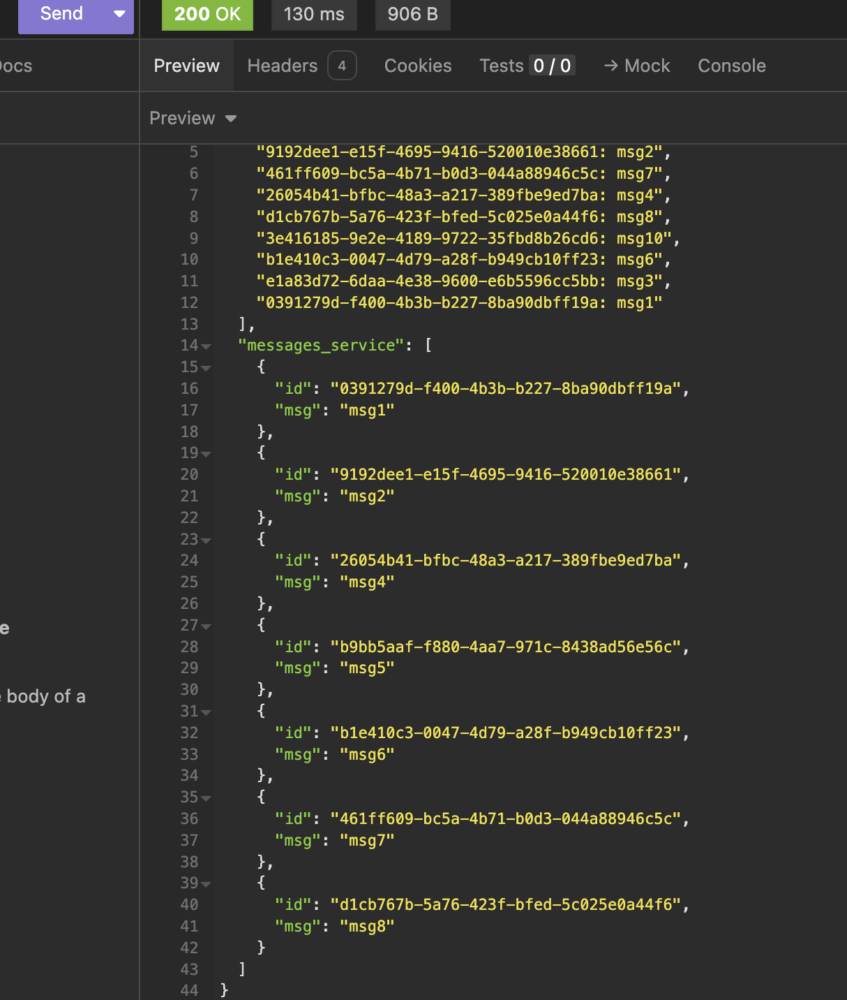 Send 200 OK 130 ms 906 B
Docs Preview Headers 4 Cookies Tests 0 / 0 → Mock Console
Preview
5 "9192dee1-e15f-4695-9416-520010e38661: msg2",
6 "461ff609-bc5a-4b71-b0d3-044a88946c5c: msg7",
7 "26054b41-bfbc-48a3-a217-389fbe9ed7ba: msg4",
8 "d1cb767b-5a76-423f-bfed-5c025e0a44f6: msg8",
9 "3e416185-9e2e-4189-9722-35fbd8b26cd6: msg10",
10 "b1e410c3-0047-4d79-a28f-b949cb10ff23: msg6",
11 "e1a83d72-6daa-4e38-9600-e6b5596cc5bb: msg3",
12 "0391279d-f400-4b3b-b227-8ba90dbff19a: msg1"
13 ],
14 "messages_service": [
15 {
16 "id": "0391279d-f400-4b3b-b227-8ba90dbff19a",
17 "msg": "msg1"
18 },
19 {
20 "id": "9192dee1-e15f-4695-9416-520010e38661",
21 "msg": "msg2"
22 },
23 {
24 "id": "26054b41-bfbc-48a3-a217-389fbe9ed7ba",
25 "msg": "msg4"
26 },
27 {
e
28 "id": "b9bb5aaf-f880-4aa7-971c-8438ad56e56c",
29 "msg": "msg5"
30 },
body of a
31 {
32 "id": "b1e410c3-0047-4d79-a28f-b949cb10ff23",
33 "msg": "msg6"
34 },
35 {
36 "id": "461ff609-bc5a-4b71-b0d3-044a88946c5c",
37 "msg": "msg7"
38 },
39 {
40 "id": "d1cb767b-5a76-423f-bfed-5c025e0a44f6",
41 "msg": "msg8"
42 }
43 ]
44 }